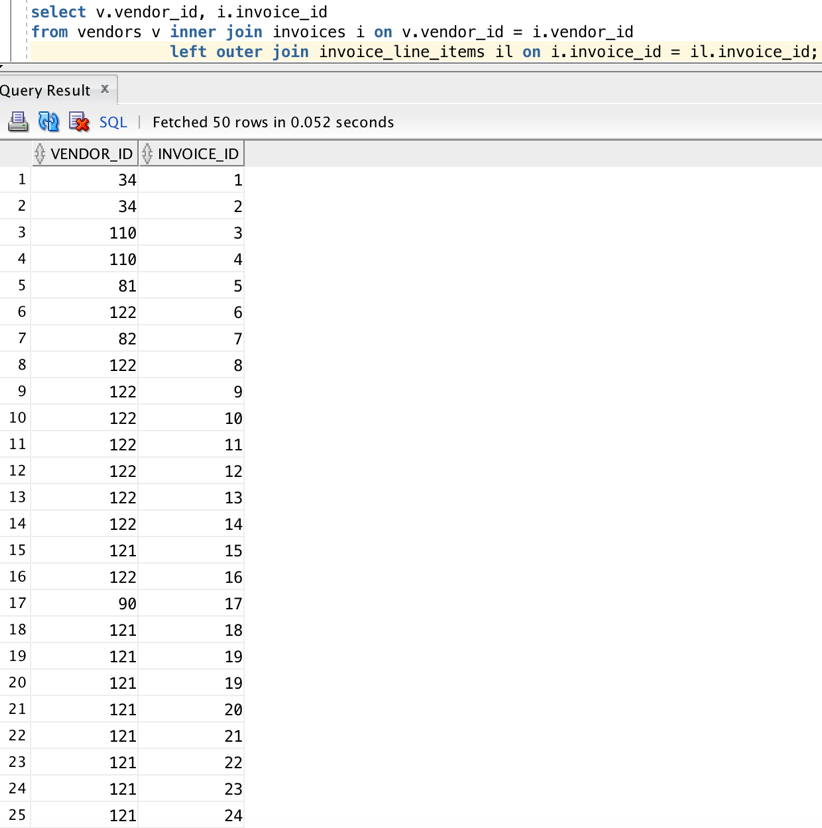 select v.vendor_id, i.invoice_id
from vendors v inner join invoices i on v.vendor_id = i.vendor_id
left outer join invoice_line_items il on i.invoice_id = il.invoice_id;
Query Result x
SQL | Fetched 50 rows in 0.052 seconds
VENDOR_ID INVOICE_ID
1 34 1
2 34 2
3 110 3
4 110 4
5 81 5
6 122 6
7 82 7
8 122 8
9 122 9
10 122 10
11 122 11
12 122 12
13 122 13
14 122 14
15 121 15
16 122 16
17 90 17
18 121 18
19 121 19
20 121 19
21 121 20
22 121 21
23 121 22
24 121 23
25 121 24